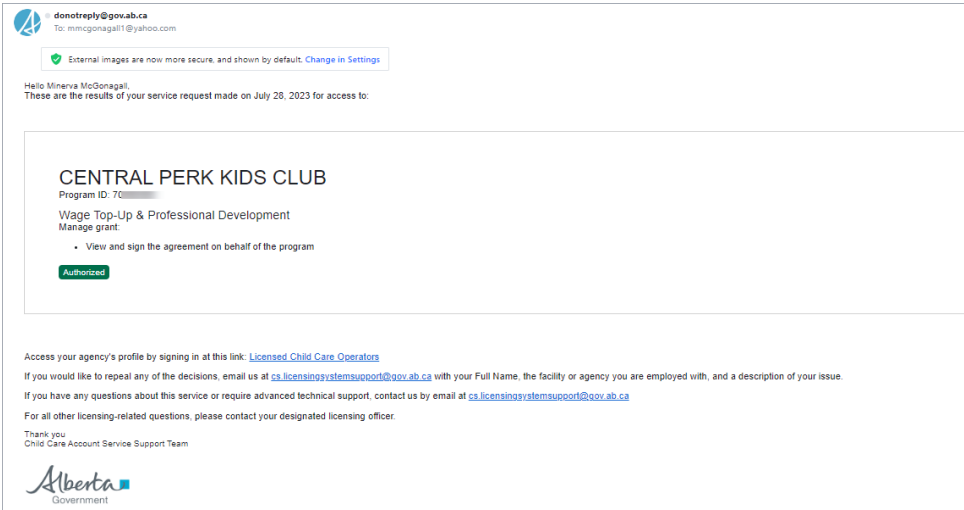 donotreply@gov.ab.ca
To: mmcgonagall1@yahoo.com
External images are now more secure, and shown by default. Change in Settings
Hello Minerva McGonagall,
These are the results of your service request made on July 28, 2023 for access to:
CENTRAL PERK KIDS CLUB
Program ID: 70
Wage Top-Up & Professional Development
Manage grant:
• View and sign the agreement on behalf of the program
Authorized
Access your agency's profile by signing in at this link: Licensed Child Care Operators
If you would like to repeal any of the decisions, email us at cs.licensingsystemsupport@gov.ab.ca with your Full Name, the facility or agency you are employed with, and a description of your issue.
If you have any questions about this service or require advanced technical support, contact us by email at cs.licensingsystemsupport@gov.ab.ca
For all other licensing-related questions, please contact your designated licensing officer.
Thank you
Child Care Account Service Support Team
Alberta
Government